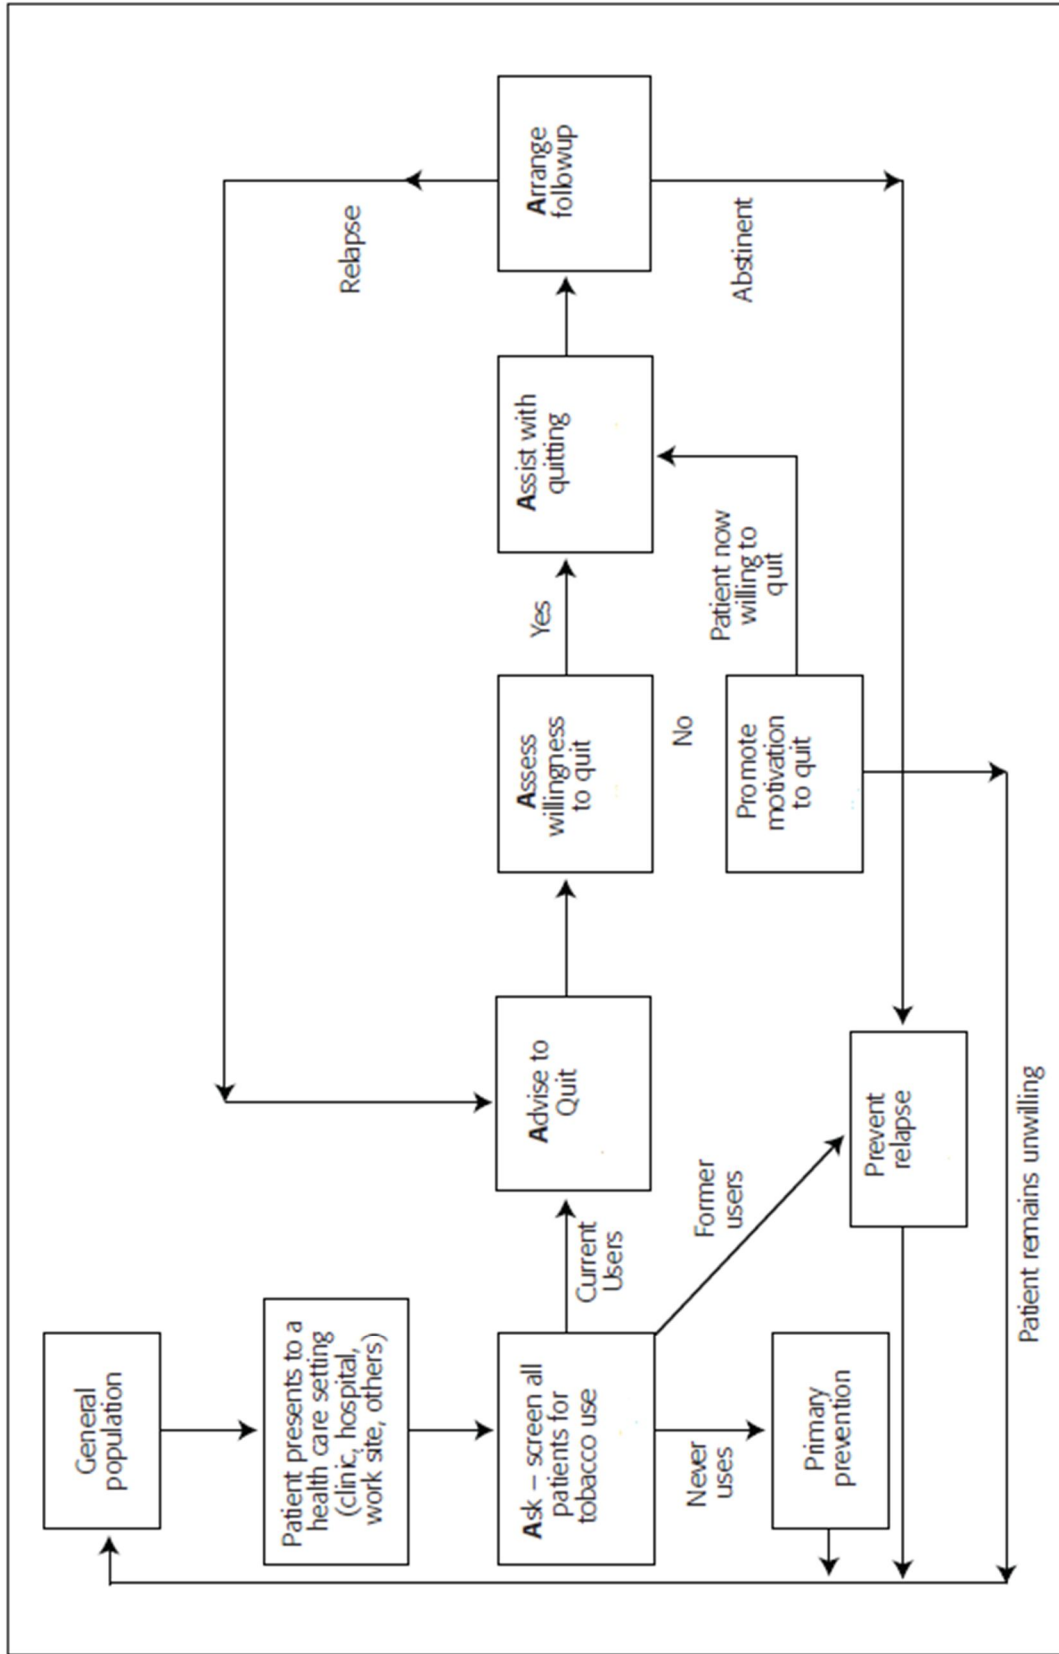 General
population
Patient presents to a
health care setting
(clinic, hospital,
work site, others)
Ask – screen all
patients for
tobacco use
Current
Users
Never
uses
Former
users
Primary
prevention
Advise to
Quit
Assess
willingness
to quit
Yes
No
Promote
motivation
to quit
Patient now
willing to
quit
Assist with
quitting
Arrange
followup
Relapse
Abstinent
Prevent
relapse
Patient remains unwilling